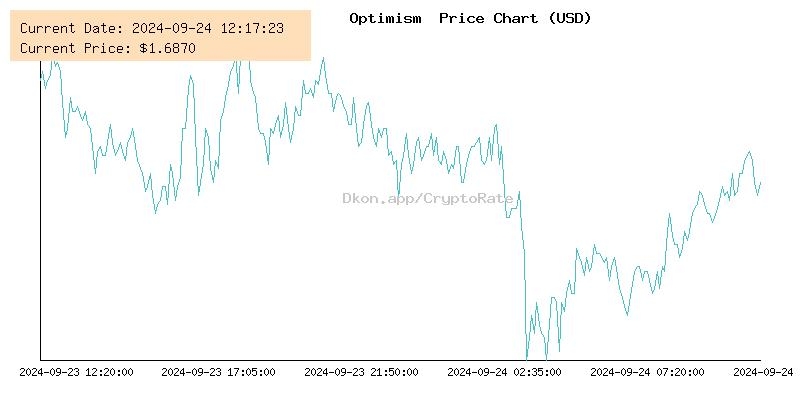 Optimism  Price Chart (USD)
Current Date: 2024-09-24 12:17:23
Current Price: $1.6870
Dkon.app/CryptoRate
2024-09-23 12:20:00 2024-09-23 17:05:00 2024-09-23 21:50:00 2024-09-24 02:35:00 2024-09-24 07:20:00 2024-09-24